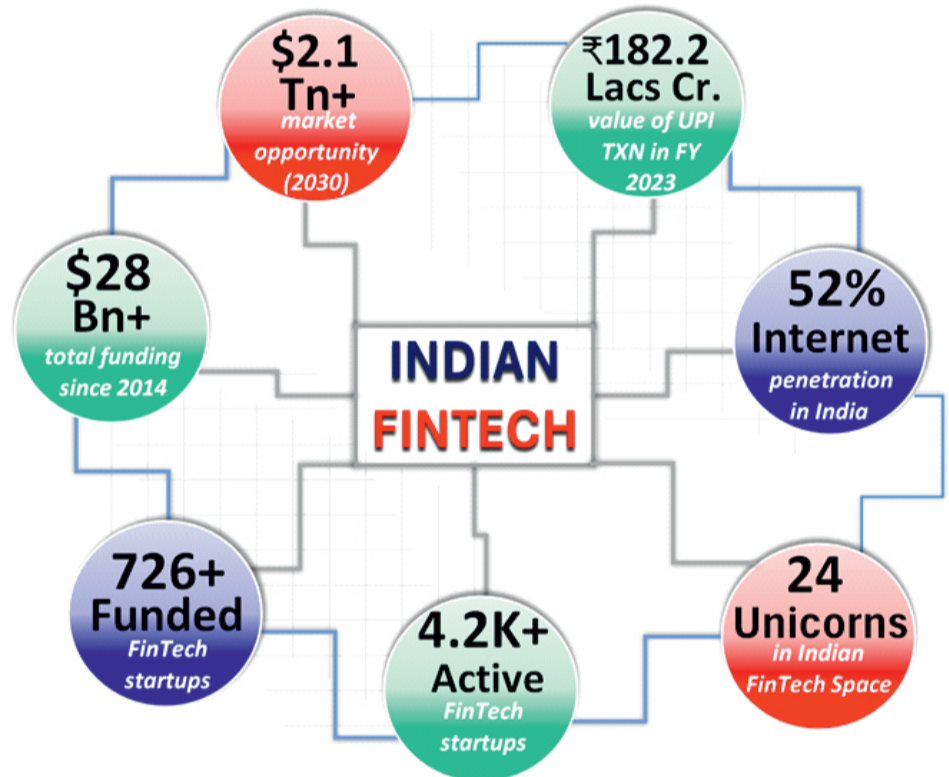 $2.1
Tn+
market
opportunity
(2030)
₹182.2
Lacs Cr.
value of UPI
TXN in FY
2023
$28
Bn+
total funding
since 2014
INDIAN
FINTECH
52%
Internet
penetration
in India
726+
Funded
FinTech
startups
4.2K+
Active
FinTech
startups
24
Unicorns
in Indian
FinTech Space